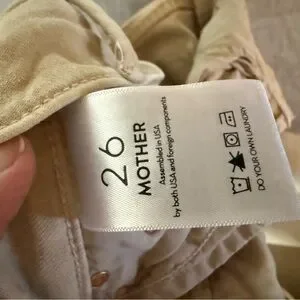 26
MOTHER
Assembled in USA
by both USA and foreign components
DO YOUR OWN LAUNDRY